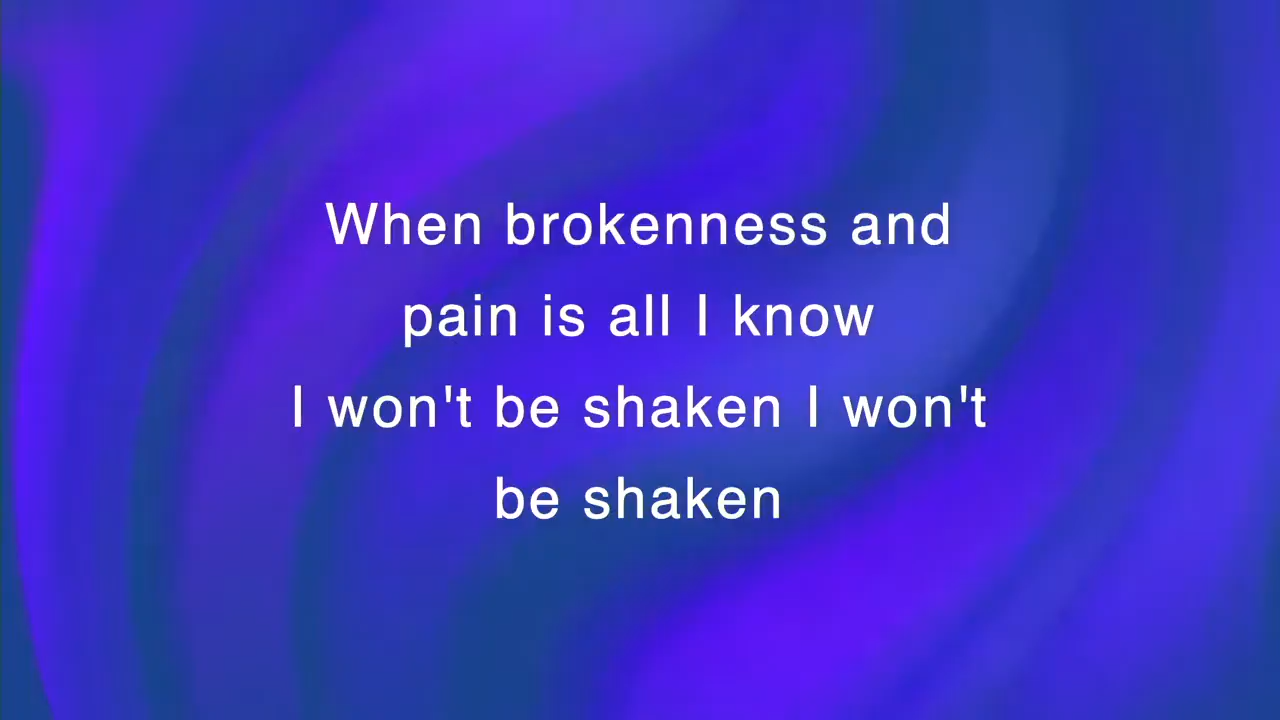 When brokenness and
pain is all I know
I won't be shaken I won't
be shaken